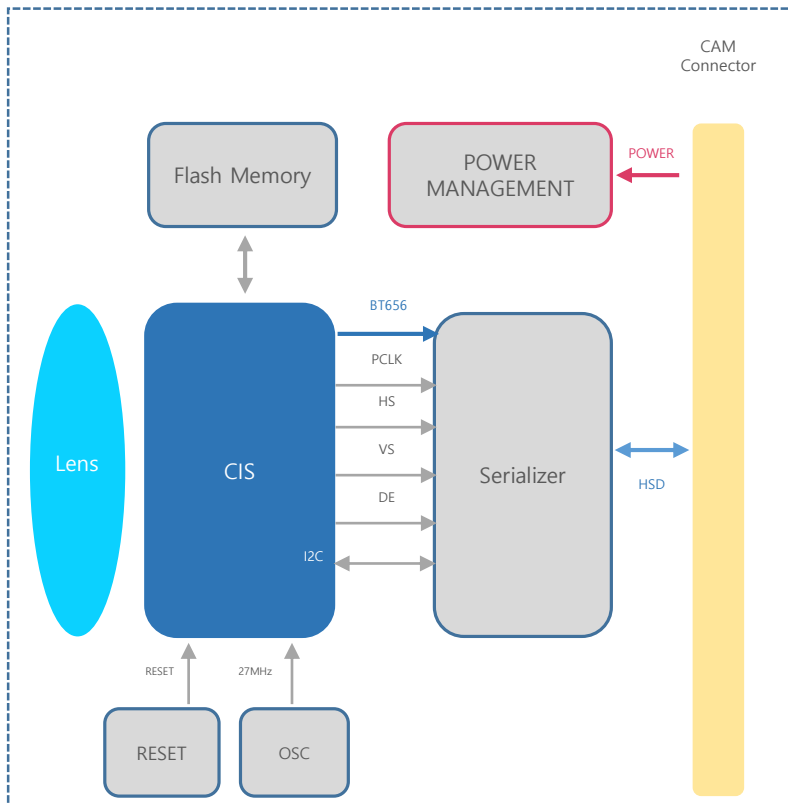 CAM
Connector
Flash Memory
POWER
MANAGEMENT
POWER
BT656
PCLK
HS
VS
DE
I2C
Lens
CIS
Serializer
HSD
RESET
27MHz
RESET
OSC